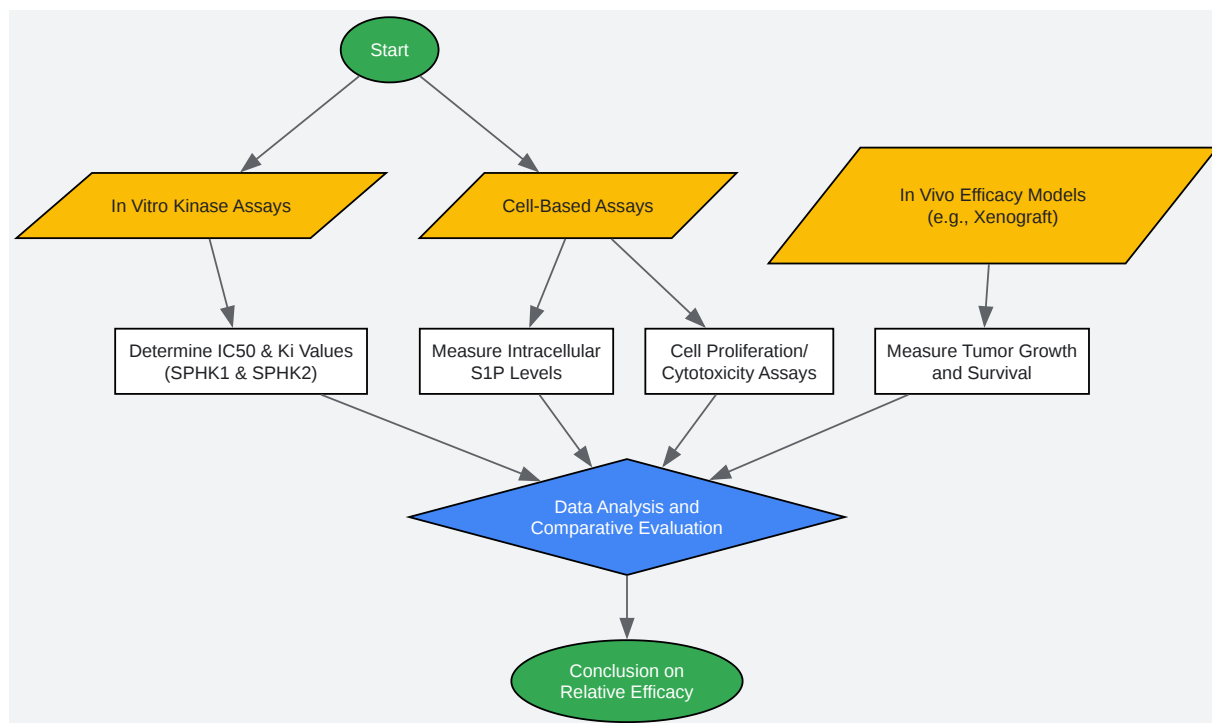 Start
In Vitro Kinase Assays
Cell-Based Assays
In Vivo Efficacy Models
(e.g., Xenograft)
Determine IC50 & Ki Values
(SPHK1 & SPHK2)
Measure Intracellular
S1P Levels
Cell Proliferation/
Cytotoxicity Assays
Measure Tumor Growth
and Survival
Data Analysis and
Comparative Evaluation
Conclusion on
Relative Efficacy